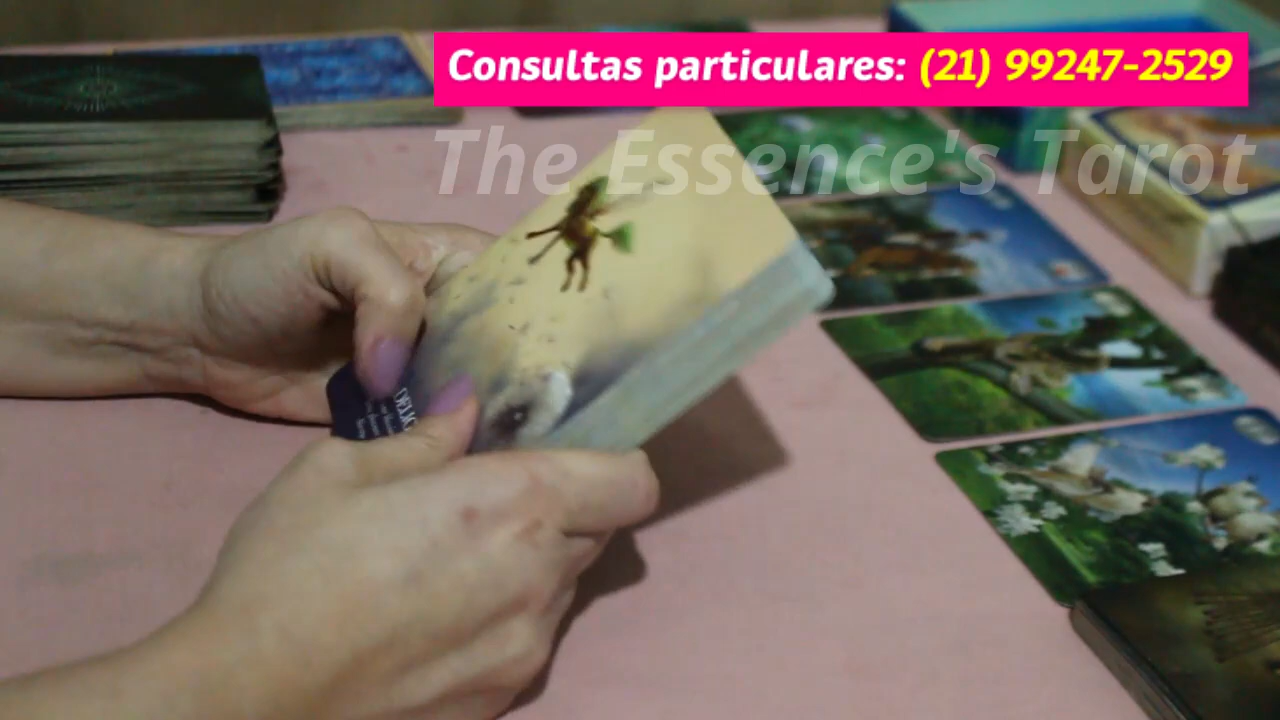 Consultas particulares: (21) 99247-2529
The Essence's Tarot